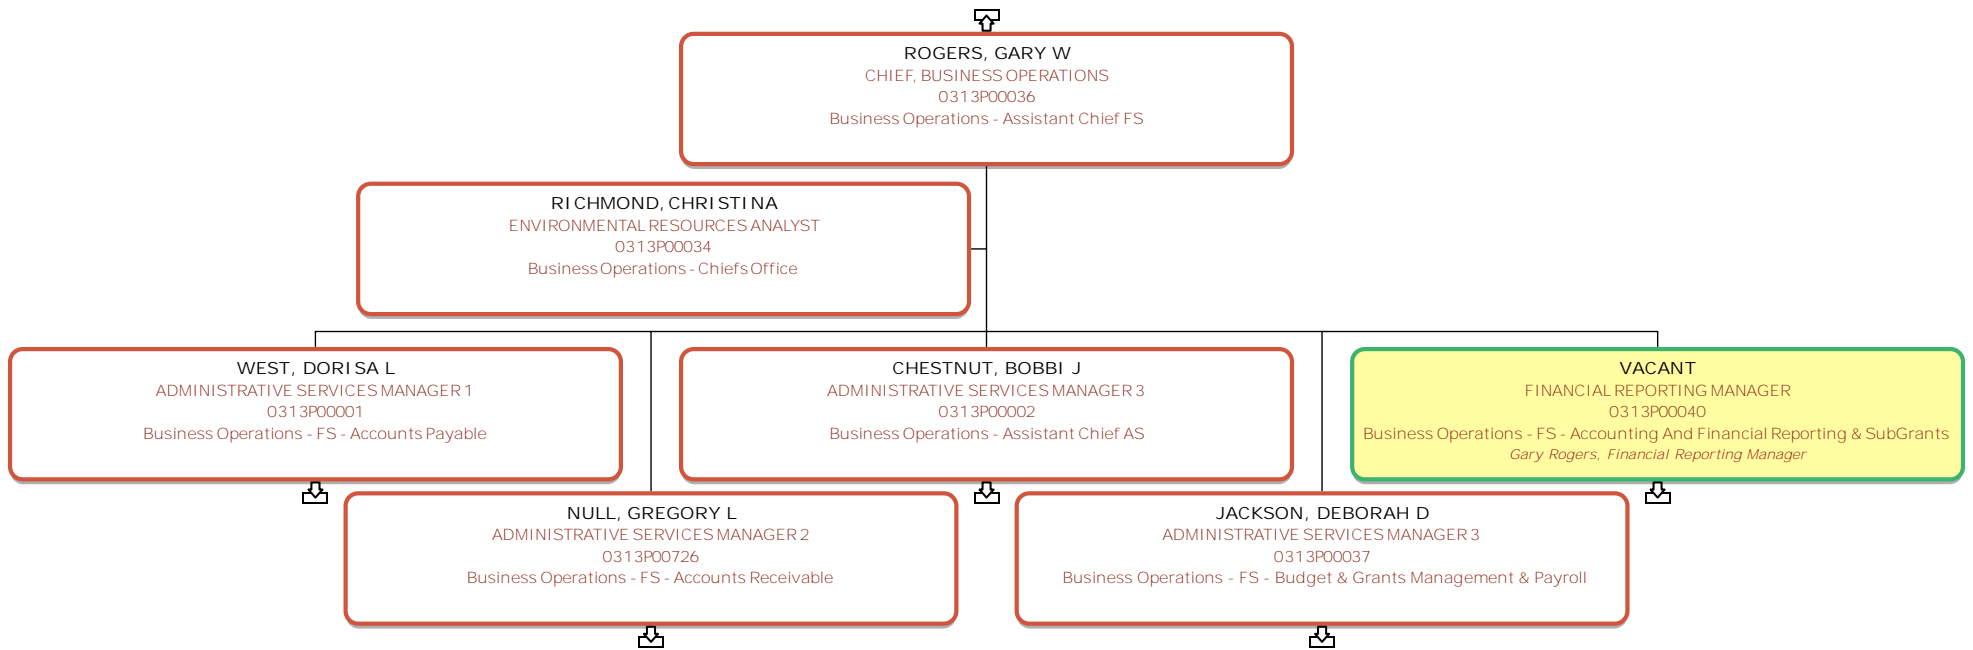 ROGERS, GARY W
CHIEF, BUSINESS OPERATIONS
0313P00036
Business Operations - Assistant Chief FS
RICHMOND, CHRISTINA
ENVIRONMENTAL RESOURCES ANALYST
0313P00034
Business Operations - Chiefs Office
WEST, DORISA L
ADMINISTRATIVE SERVICES MANAGER 1
0313P00001
Business Operations - FS - Accounts Payable
CHESTNUT, BOBBI J
ADMINISTRATIVE SERVICES MANAGER 3
0313P00002
Business Operations - Assistant Chief AS
VACANT
FINANCIAL REPORTING MANAGER
0313P00040
Business Operations - FS - Accounting And Financial Reporting & SubGrants
Gary Rogers, Financial Reporting Manager
NULL, GREGORY L
ADMINISTRATIVE SERVICES MANAGER 2
0313P00726
Business Operations - FS - Accounts Receivable
JACKSON, DEBORAH D
ADMINISTRATIVE SERVICES MANAGER 3
0313P00037
Business Operations - FS - Budget & Grants Management & Payroll